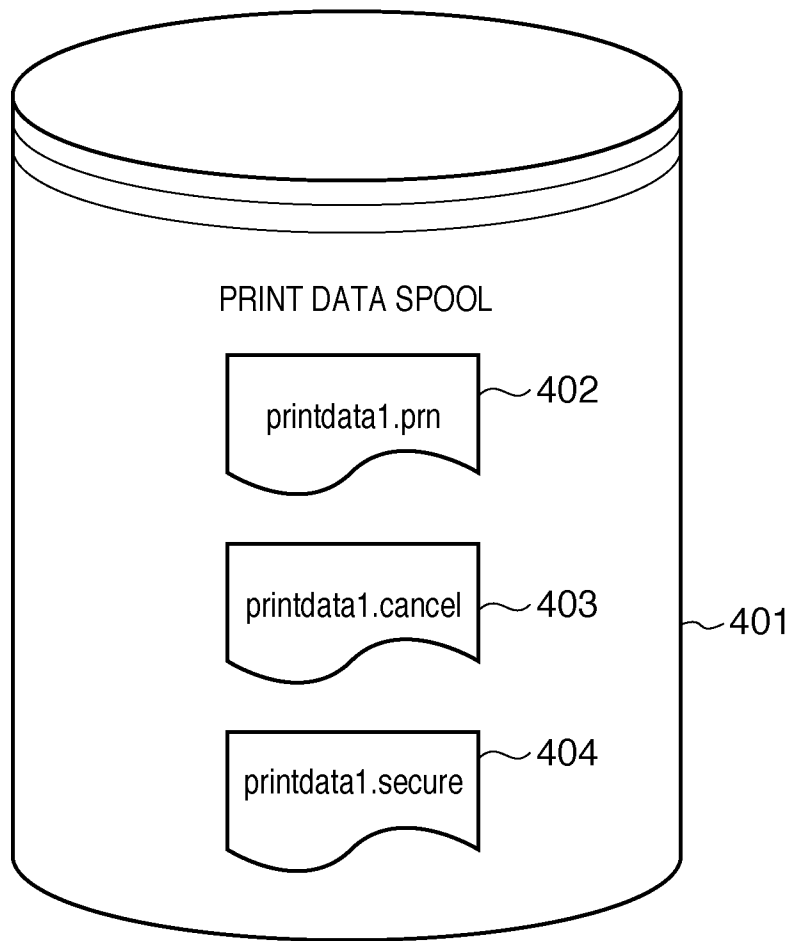 PRINT DATA SPOOL
printdata1.prn
402
printdata1.cancel
403
401
printdata1.secure
404